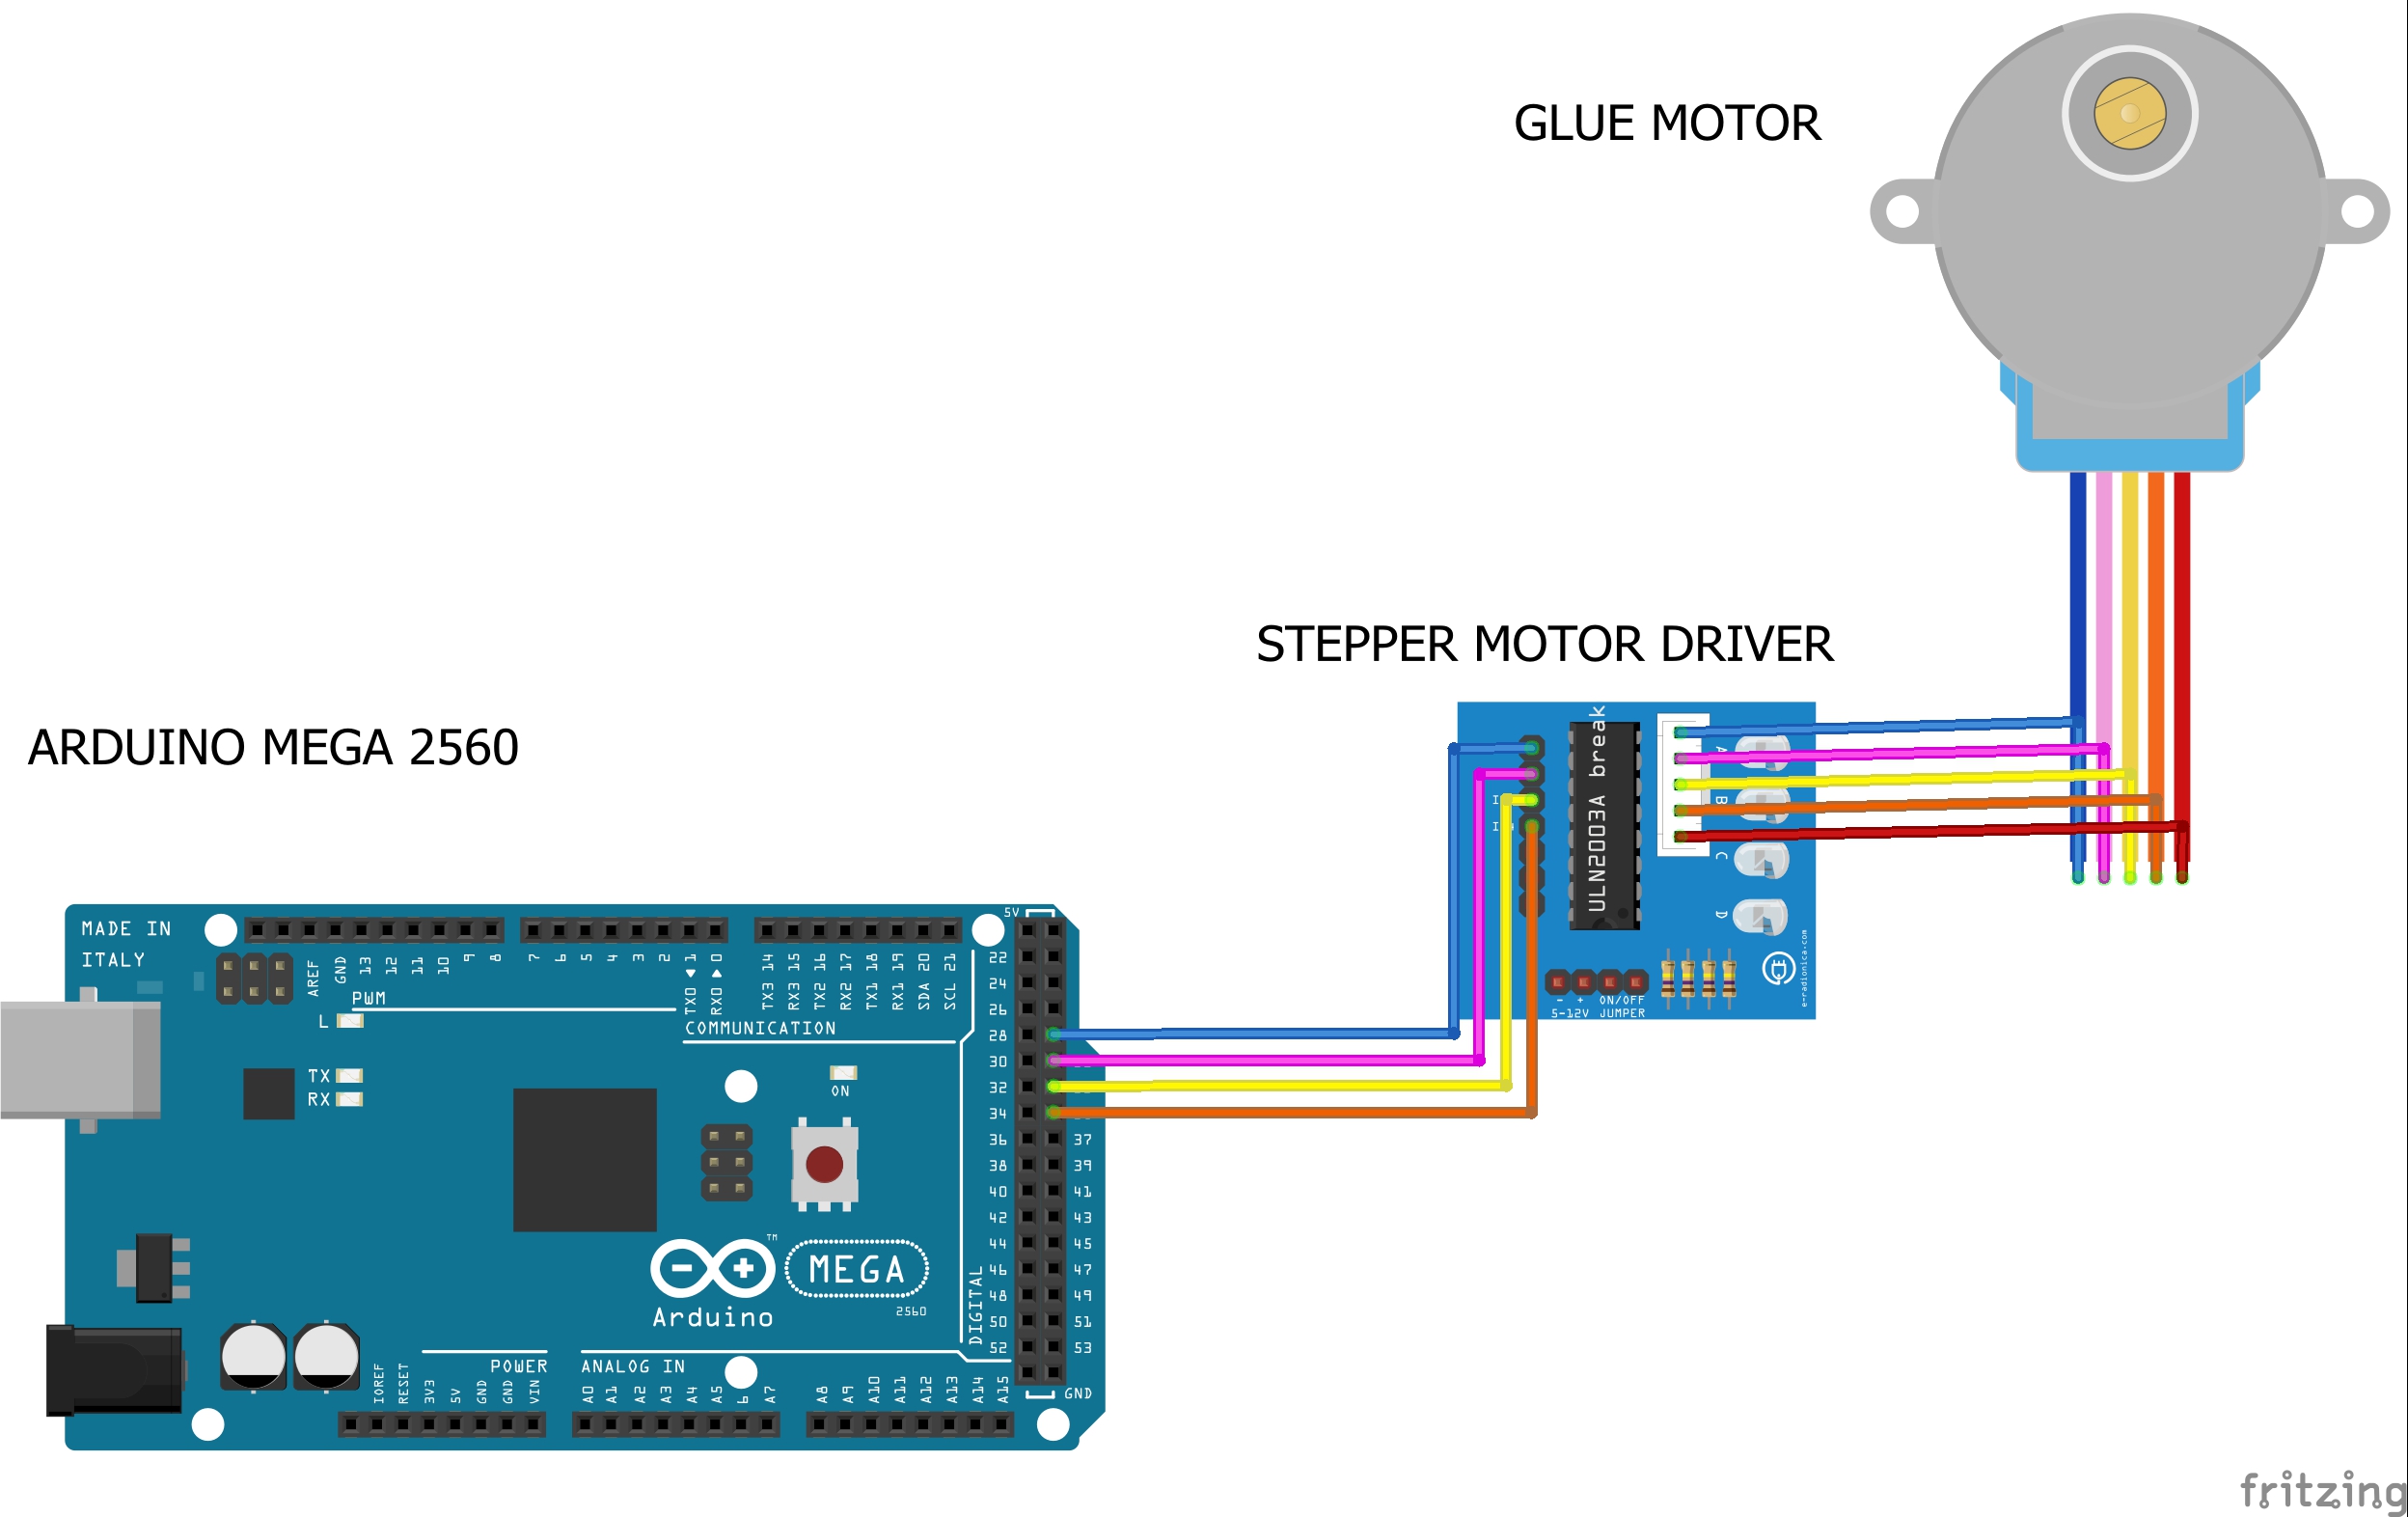 GLUE MOTOR
STEPPER MOTOR DRIVER
ARDUINO MEGA 2560
ULN2003A break
A
B
C
D
I
I
- + ON/OFF
5-12V JUMPER
e-radionica.com
MADE IN
ITALY
AREF
GND
13
12
11
10
9
8
7
6
5
4
3
2
TX0 1
RX0 0
TX3 14
RX3 15
TX2 16
RX2 17
TX1 18
RX1 19
SDA 20
SCL 21
PWM
COMMUNICATION
L
TX
RX
ON
5V
22
24
26
28
30
32
34
36 37
38 39
40 41
42 43
44 45
46 47
48 49
50 51
52 53
GND
DIGITAL
TM
MEGA
2560
Arduino
POWER
ANALOG IN
IOREF
RESET
3V3
5V
GND
GND
VIN
A0
A1
A2
A3
A4
A5
6
A7
A8
A9
A10
A11
A12
A13
A14
A15
fritzing